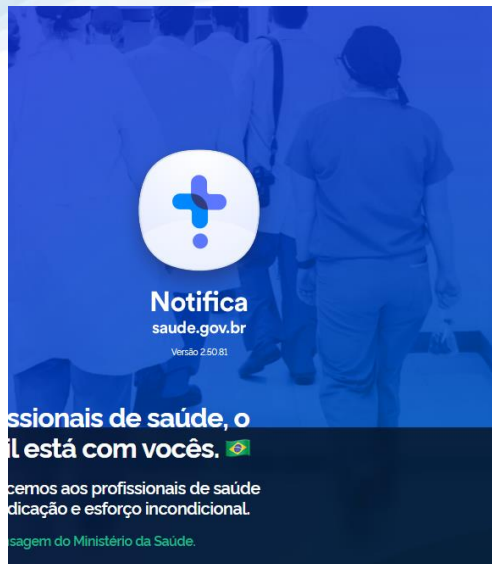 Notifica
saude.gov.br
Versão 2.50.81
ssionais de saúde, o
il está com vocês. 🇧🇷
cemos aos profissionais de saúde
dicação e esforço incondicional.
nsagem do Ministério da Saúde.